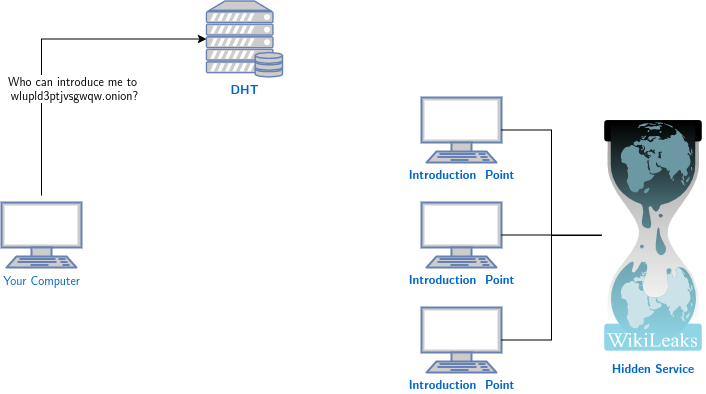 Who can introduce me to
wlupld3ptjvsgwqw.onion?
DHT
Introduction Point
Your Computer
Introduction Point
Introduction Point
WikiLeaks
Hidden Service